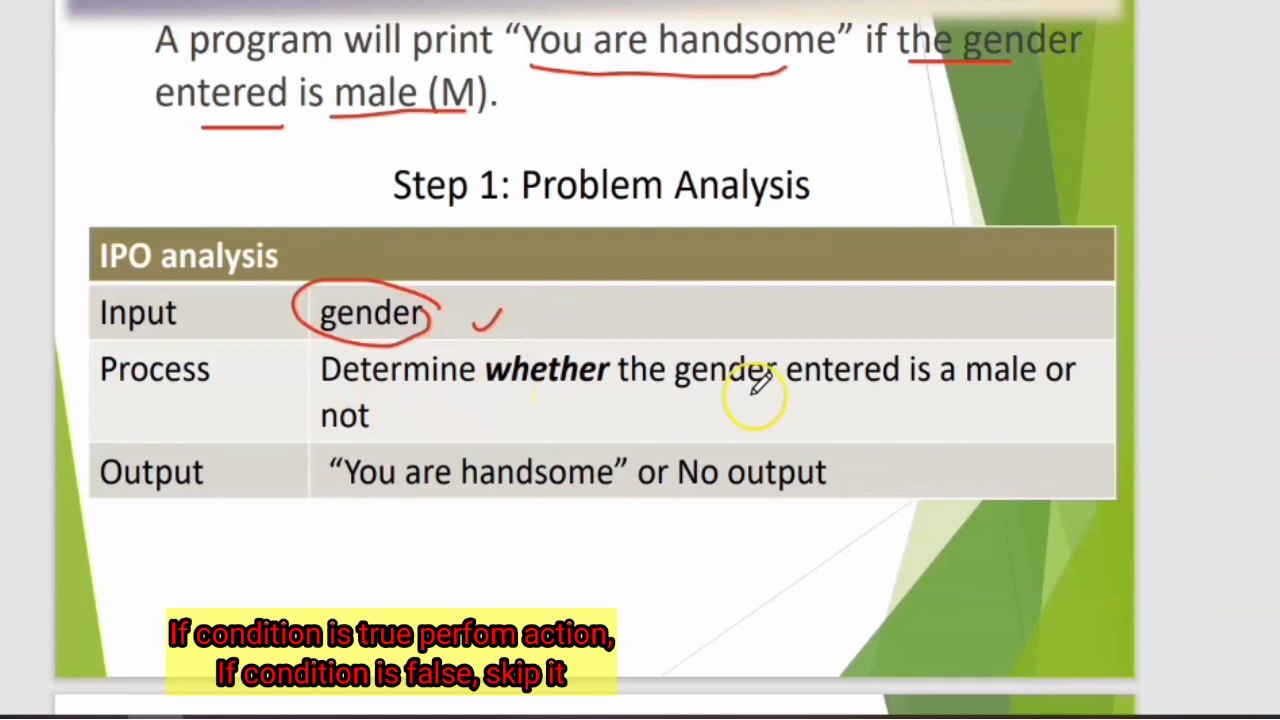 A program will print “You are handsome” if the gender
entered is male (M).
Step 1: Problem Analysis
IPO analysis
Input gender
Process Determine whether the gender entered is a male or
not
Output “You are handsome” or No output
If condition is true perfom action,
If condition is false, skip it